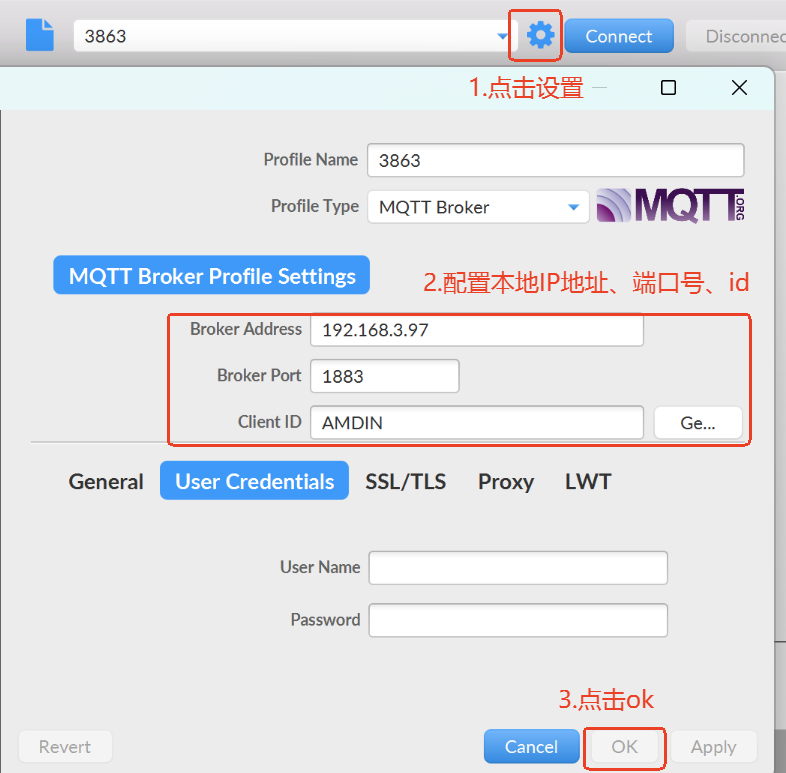 3863
Connect
Disconnec
1.点击设置
Profile Name
3863
Profile Type
MQTT Broker
MQTT.ORG
MQTT Broker Profile Settings
2.配置本地IP地址、端口号、id
Broker Address
192.168.3.97
Broker Port
1883
Client ID
AMDIN
Ge...
General
User Credentials
SSL/TLS
Proxy
LWT
User Name
Password
3.点击ok
Revert
Cancel
OK
Apply